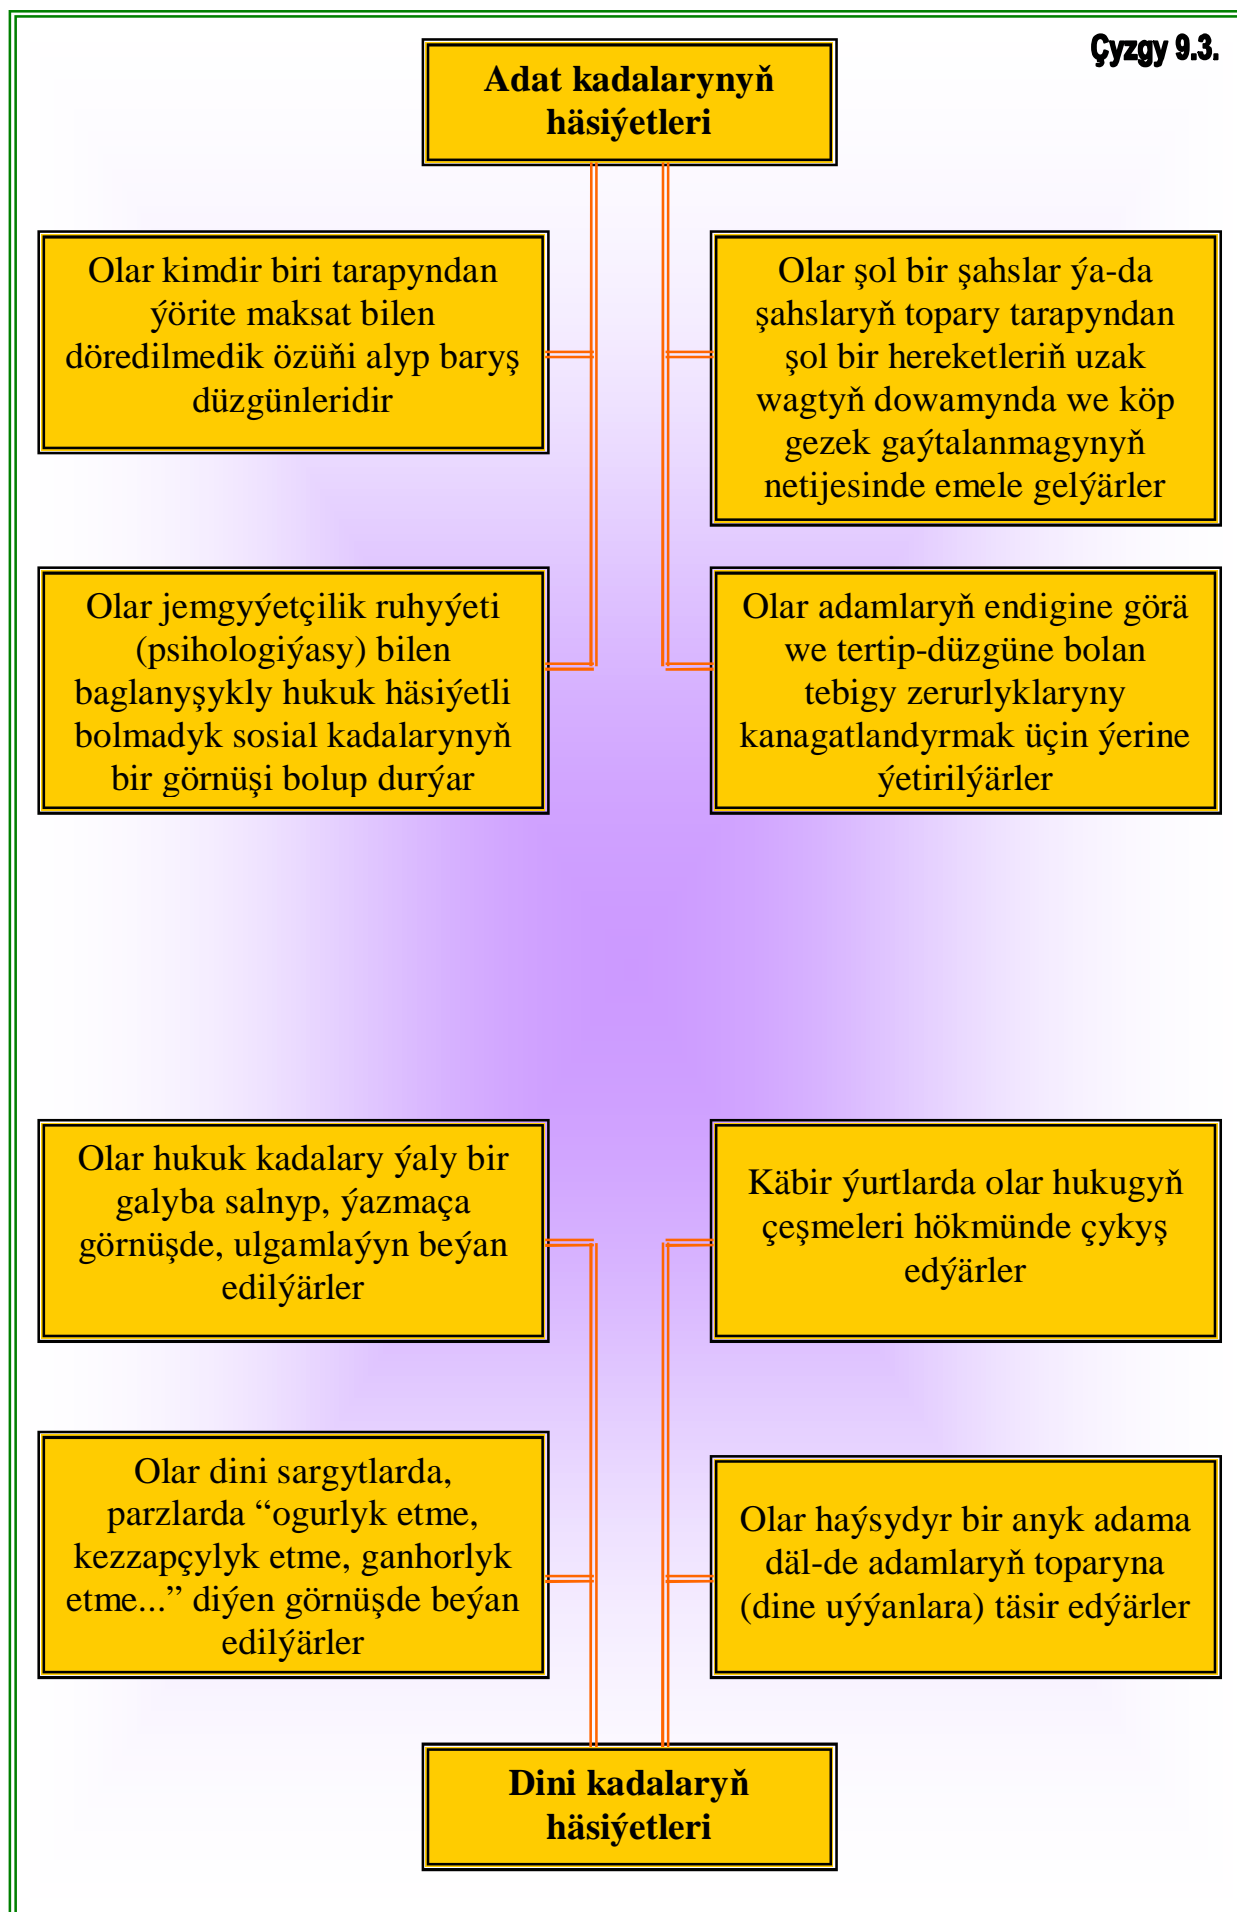 Çyzgy 9.3.
Adat kadalarynyň
häsiýetleri
Olar kimdir biri tarapyndan
ýörite maksat bilen
döredilmedik özüňi alyp baryş
düzgünleridir
Olar şol bir şahslar ýa-da
şahslaryň topary tarapyndan
şol bir hereketleriň uzak
wagtyň dowamynda we köp
gezek gaýtalanmagynyň
netijesinde emele gelýärler
Olar jemgyýetçilik ruhyýeti
(psihologiýasy) bilen
baglanyşykly hukuk häsiýetli
bolmadyk sosial kadalarynyň
bir görnüşi bolup durýar
Olar adamlaryň endigine görä
we tertip-düzgüne bolan
tebigy zerurlyklaryny
kanagatlandyrmak üçin ýerine
ýetirilýärler
Olar hukuk kadalary ýaly bir
galyba salnyp, ýazmaça
görnüşde, ulgamlaýyn beýan
edilýärler
Käbir ýurtlarda olar hukugyň
çeşmeleri hökmünde çykyş
edýärler
Olar dini sargytlarda,
parzlarda “ogurlyk etme,
kezzapçylyk etme, ganhorlyk
etme...” diýen görnüşde beýan
edilýärler
Olar haýsydyr bir anyk adama
däl-de adamlaryň toparyna
(dine uýýanlara) täsir edýärler
Dini kadalaryň
häsiýetleri